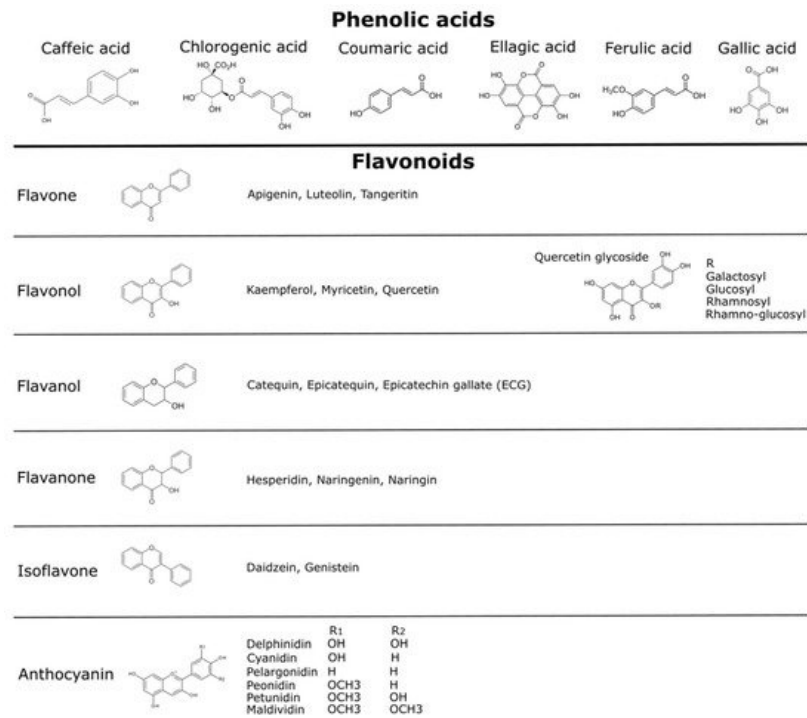 Phenolic acids
Caffeic acid Chlorogenic acid Coumaric acid Ellagic acid Ferulic acid Gallic acid
Flavonoids
Flavone Apigenin, Luteolin, Tangeritin
Flavonol Kaempferol, Myricetin, Quercetin
Quercetin glycoside R
Galactosyl
Glucosyl
Rhamnosyl
Rhamno-glucosyl
Flavanol Catequin, Epicatequin, Epicatechin gallate (ECG)
Flavanone Hesperidin, Naringenin, Naringin
Isoflavone Daidzein, Genistein
Anthocyanin
R1 R2
Delphinidin OH OH
Cyanidin OH H
Pelargonidin H H
Peonidin OCH3 H
Petunidin OCH3 OH
Maldividin OCH3 OCH3